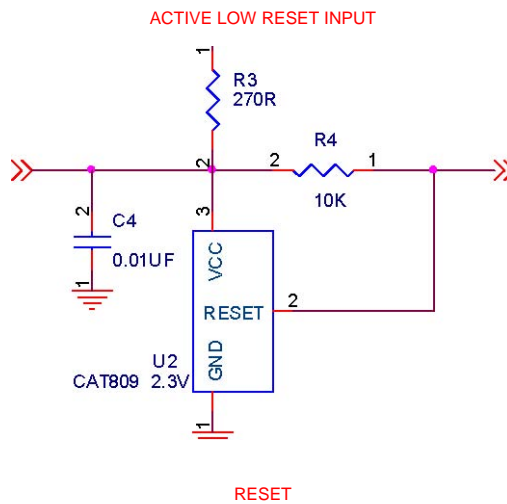 ACTIVE LOW RESET INPUT
1
R3
270R
2
2
R4
1
10K
2
C4
0.01UF
1
3
VCC
RESET
2
GND
U2
CAT809 2.3V
1
RESET